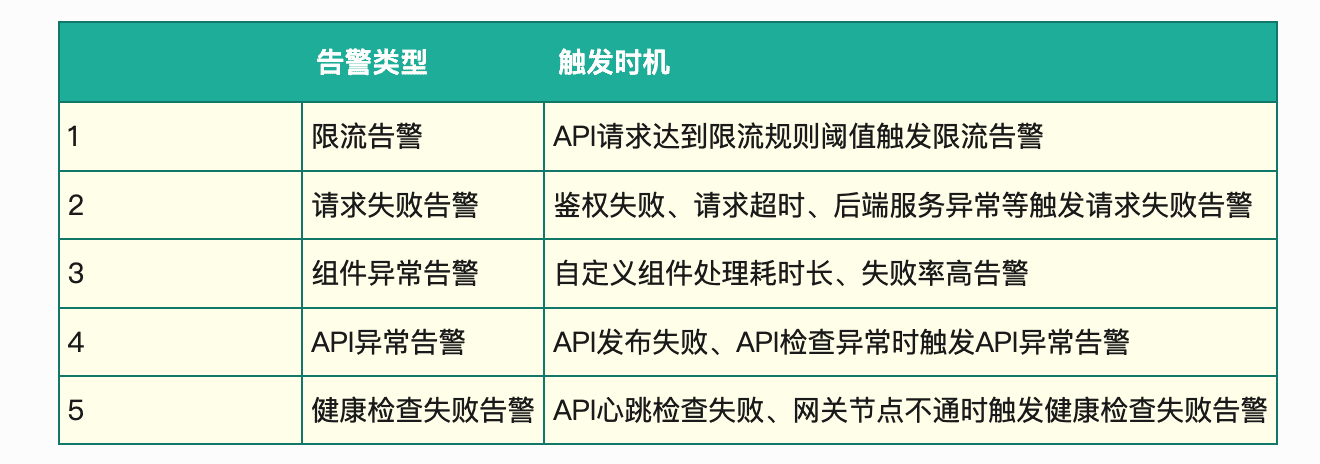 告警类型 触发时机
1 限流告警 API请求达到限流规则阈值触发限流告警
2 请求失败告警 鉴权失败、请求超时、后端服务异常等触发请求失败告警
3 组件异常告警 自定义组件处理耗时长、失败率高告警
4 API异常告警 API发布失败、API检查异常时触发API异常告警
5 健康检查失败告警 API心跳检查失败、网关节点不通时触发健康检查失败告警